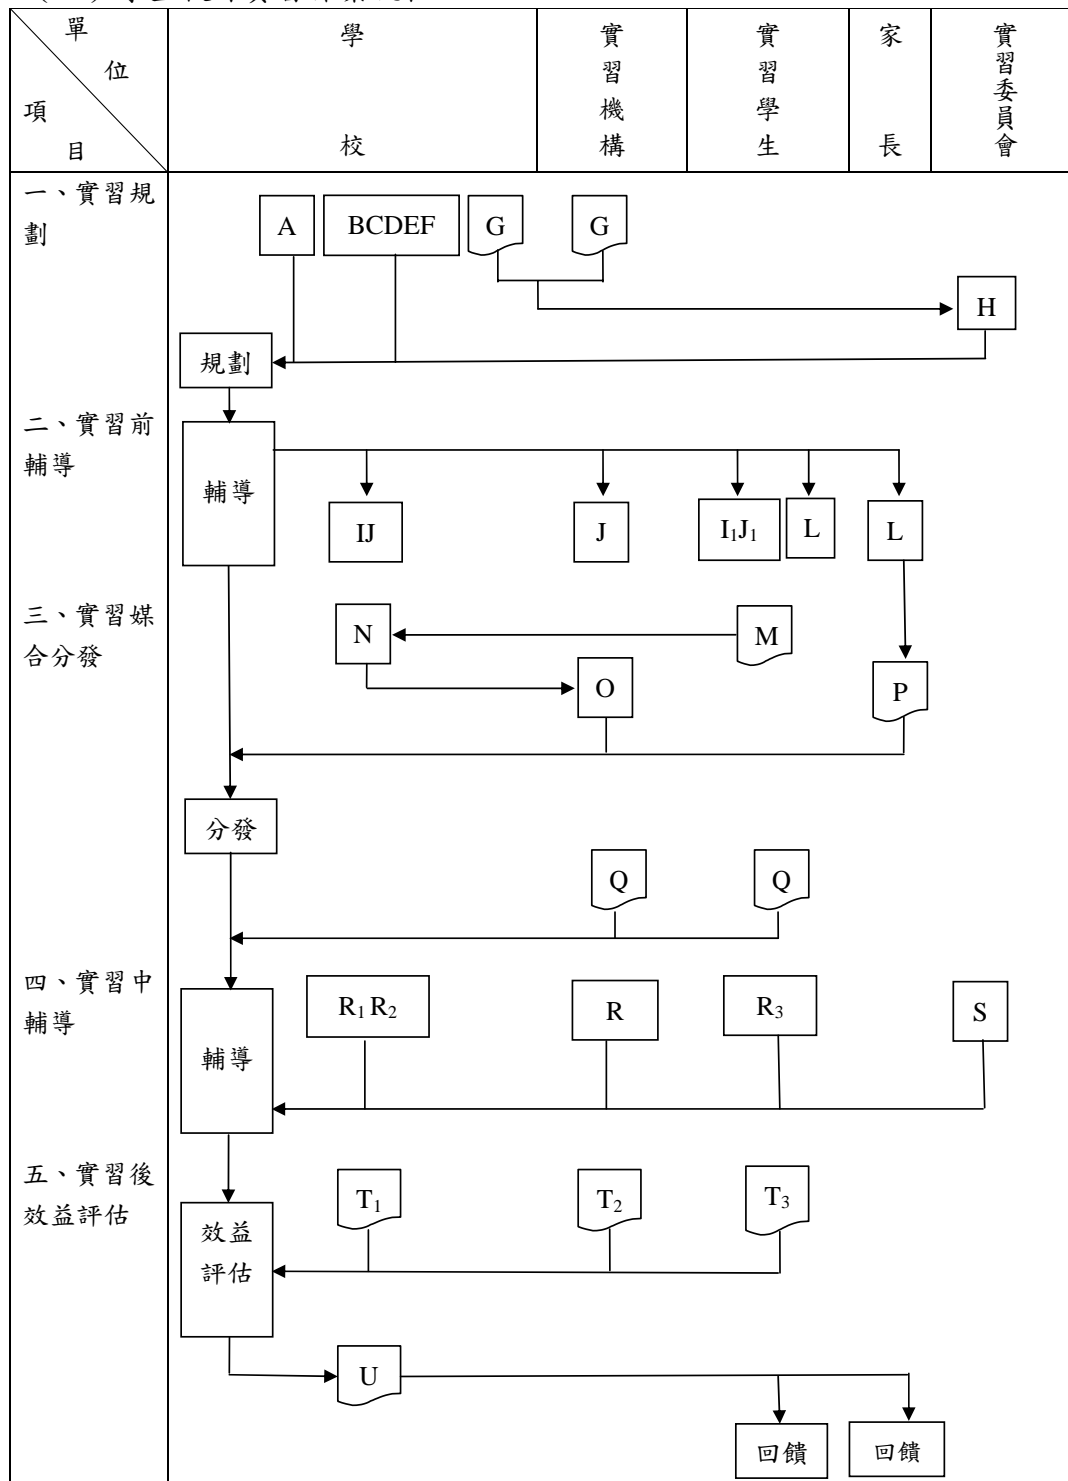 單
位
項
目
學
校
實習機構
實習學生
家
長
實習委員會
一、實習規
劃
A
BCDEF
G
G
H
規劃
二、實習前
輔導
輔導
IJ
J
I₁J₁
L
L
三、實習媒
合分發
N
M
O
P
分發
Q
Q
四、實習中
輔導
輔導
R₁ R₂
R
R₃
S
五、實習後
效益評估
T₁
T₂
T₃
效益
評估
U
回饋
回饋